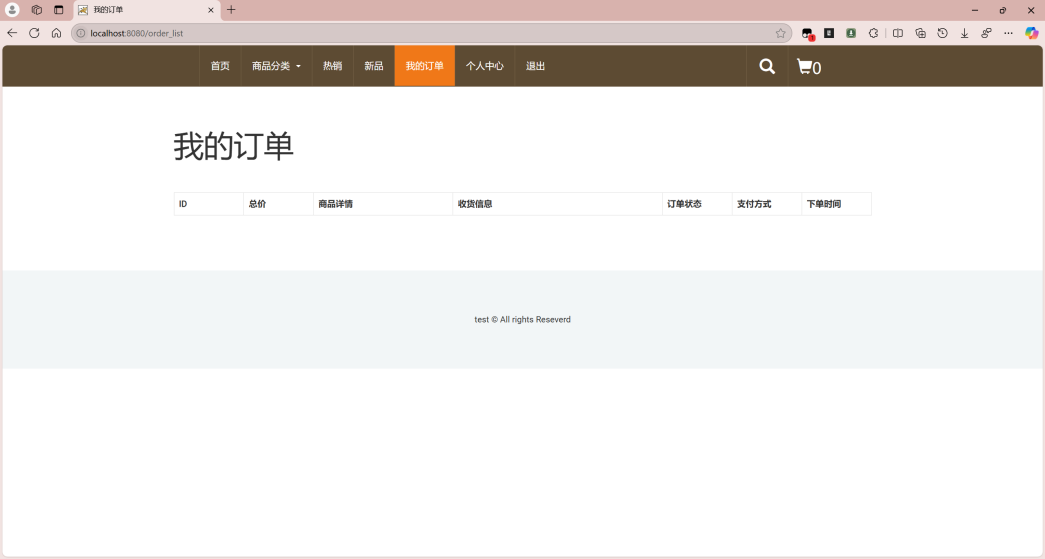 我的订单
localhost:8080/order_list
1
首页 商品分类 热销 新品 我的订单 个人中心 退出 0
我的订单
ID 总价 商品详情 收货信息 订单状态 支付方式 下单时间
test © All rights Reseverd